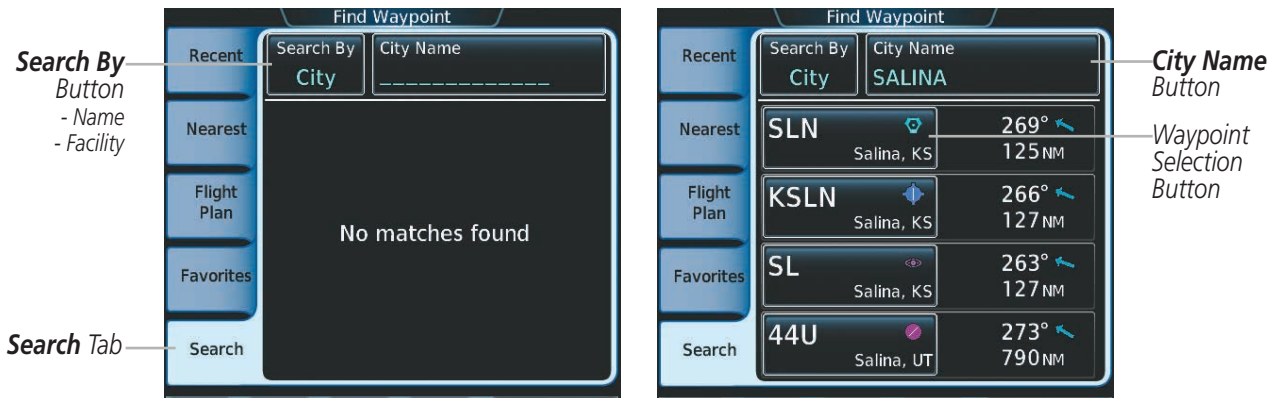 Search By
Button
- Name
- Facility
Search Tab
Find Waypoint
Recent
Nearest
Flight
Plan
Favorites
Search
Search By
City
City Name
_____________
No matches found
Find Waypoint
Recent
Nearest
Flight
Plan
Favorites
Search
Search By
City
City Name
SALINA
SLN
Salina, KS
269°
125NM
KSLN
Salina, KS
266°
127NM
SL
Salina, KS
263°
127NM
44U
Salina, UT
273°
790NM
City Name
Button
Waypoint
Selection
Button